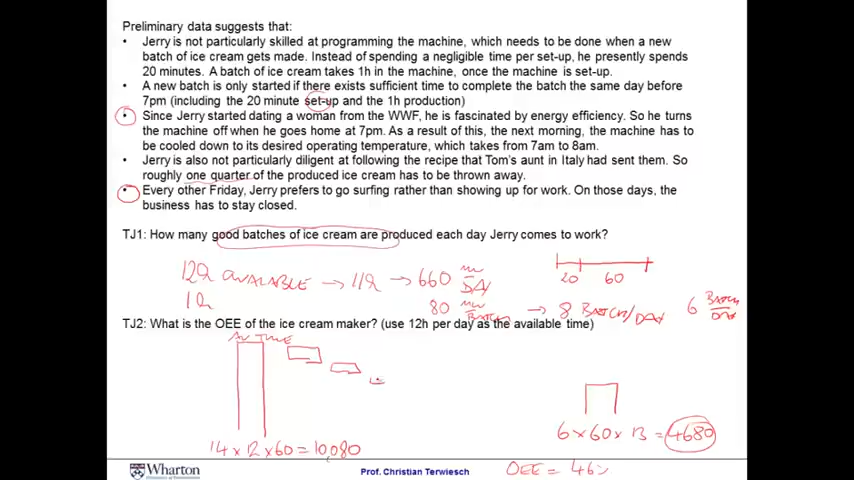 Preliminary data suggests that:
• Jerry is not particularly skilled at programming the machine, which needs to be done when a new
batch of ice cream gets made. Instead of spending a negligible time per set-up, he presently spends
20 minutes. A batch of ice cream takes 1h in the machine, once the machine is set-up.
• A new batch is only started if there exists sufficient time to complete the batch the same day before
7pm (including the 20 minute set-up and the 1h production)
• Since Jerry started dating a woman from the WWF, he is fascinated by energy efficiency. So he turns
the machine off when he goes home at 7pm. As a result of this, the next morning, the machine has to
be cooled down to its desired operating temperature, which takes from 7am to 8am.
• Jerry is also not particularly diligent at following the recipe that Tom's aunt in Italy had sent them. So
roughly one quarter of the produced ice cream has to be thrown away.
• Every other Friday, Jerry prefers to go surfing rather than showing up for work. On those days, the
business has to stay closed.
TJ1: How many good batches of ice cream are produced each day Jerry comes to work?
12h AVAILABLE → 11h → 660 MIN/DAY
20 60
1h
80 MIN/BATCH → 8 BATCH/DAY 6 BATCH/DAY
TJ2: What is the OEE of the ice cream maker? (use 12h per day as the available time)
AV TIME
6 x 60 x 13 = 4680
14 x 12 x 60 = 10,080
OEE = 46
Wharton
Prof. Christian Terwiesch